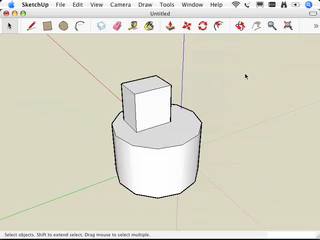 SketchUp File Edit View Camera Draw Tools Window Help
Untitled
Select objects. Shift to extend select. Drag mouse to select multiple.